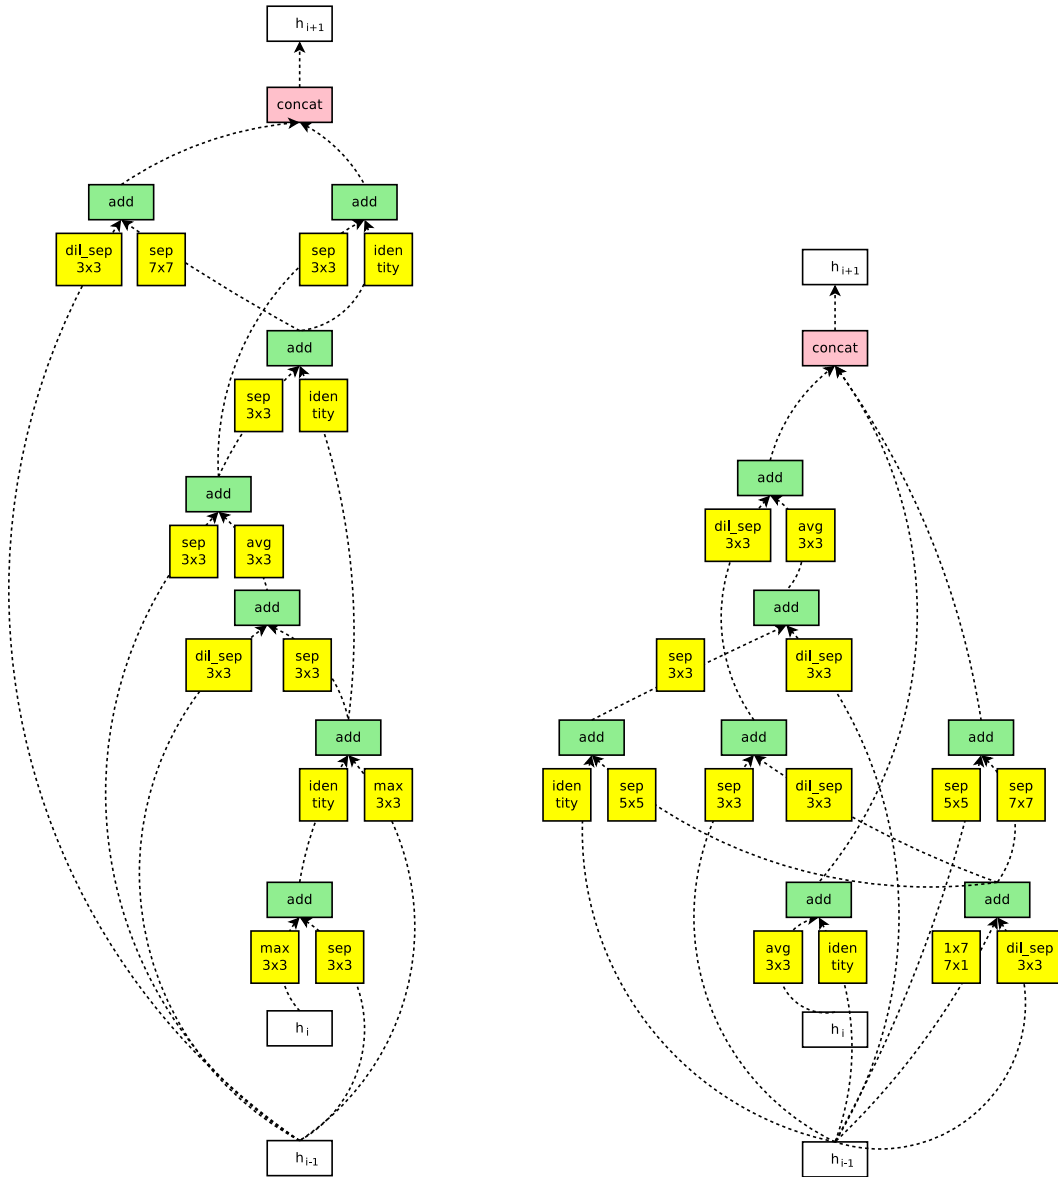 h i+1
concat
add
add
dil_sep
3x3
sep
7x7
sep
3x3
iden
tity
add
sep
3x3
iden
tity
add
sep
3x3
avg
3x3
add
dil_sep
3x3
sep
3x3
add
iden
tity
max
3x3
add
max
3x3
sep
3x3
h i
h i-1
h i+1
concat
add
dil_sep
3x3
avg
3x3
add
sep
3x3
dil_sep
3x3
add
add
add
iden
tity
sep
5x5
sep
3x3
dil_sep
3x3
sep
5x5
sep
7x7
add
add
avg
3x3
iden
tity
1x7
7x1
dil_sep
3x3
h i
h i-1